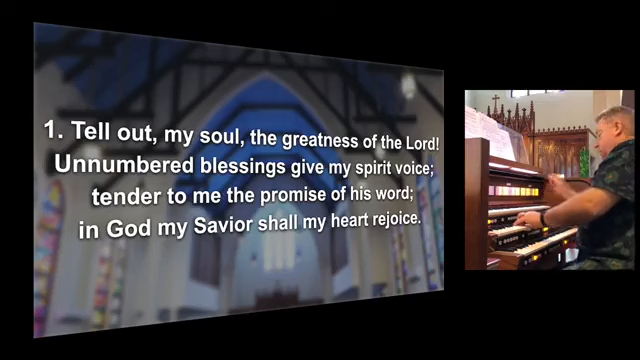 1. Tell out, my soul, the greatness of the Lord!
Unnumbered blessings give my spirit voice;
tender to me the promise of his word;
in God my Savior shall my heart rejoice.